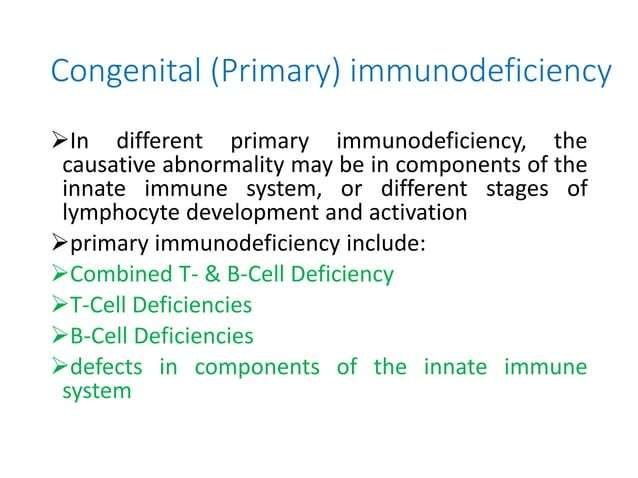 Congenital (Primary) immunodeficiency
➢In different primary immunodeficiency, the
causative abnormality may be in components of the
innate immune system, or different stages of
lymphocyte development and activation
➢primary immunodeficiency include:
➢Combined T- & B-Cell Deficiency
➢T-Cell Deficiencies
➢B-Cell Deficiencies
➢defects in components of the innate immune
system